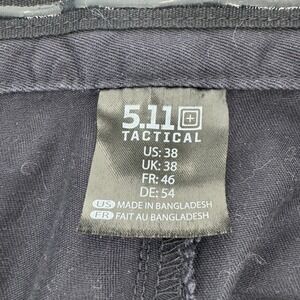 5.11
TACTICAL
US: 38
UK: 38
FR: 46
DE: 54
US MADE IN BANGLADESH
FR FAIT AU BANGLADESH